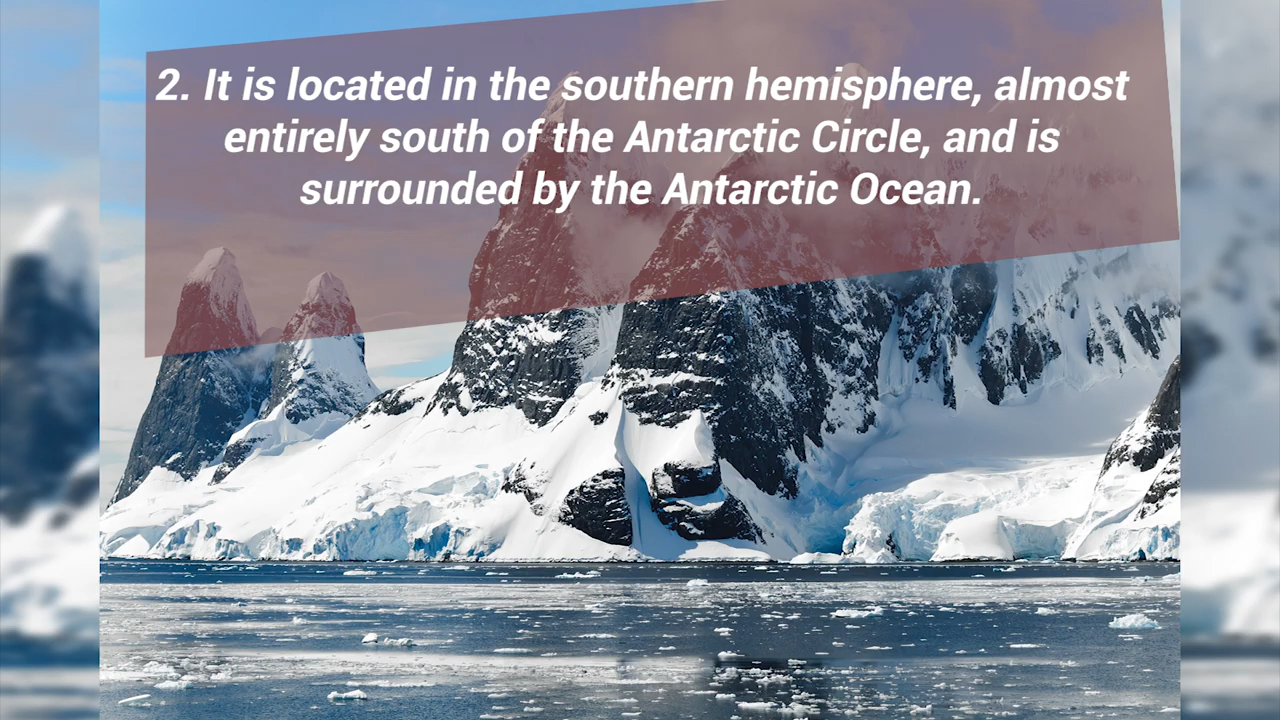 2. It is located in the southern hemisphere, almost
entirely south of the Antarctic Circle, and is
surrounded by the Antarctic Ocean.